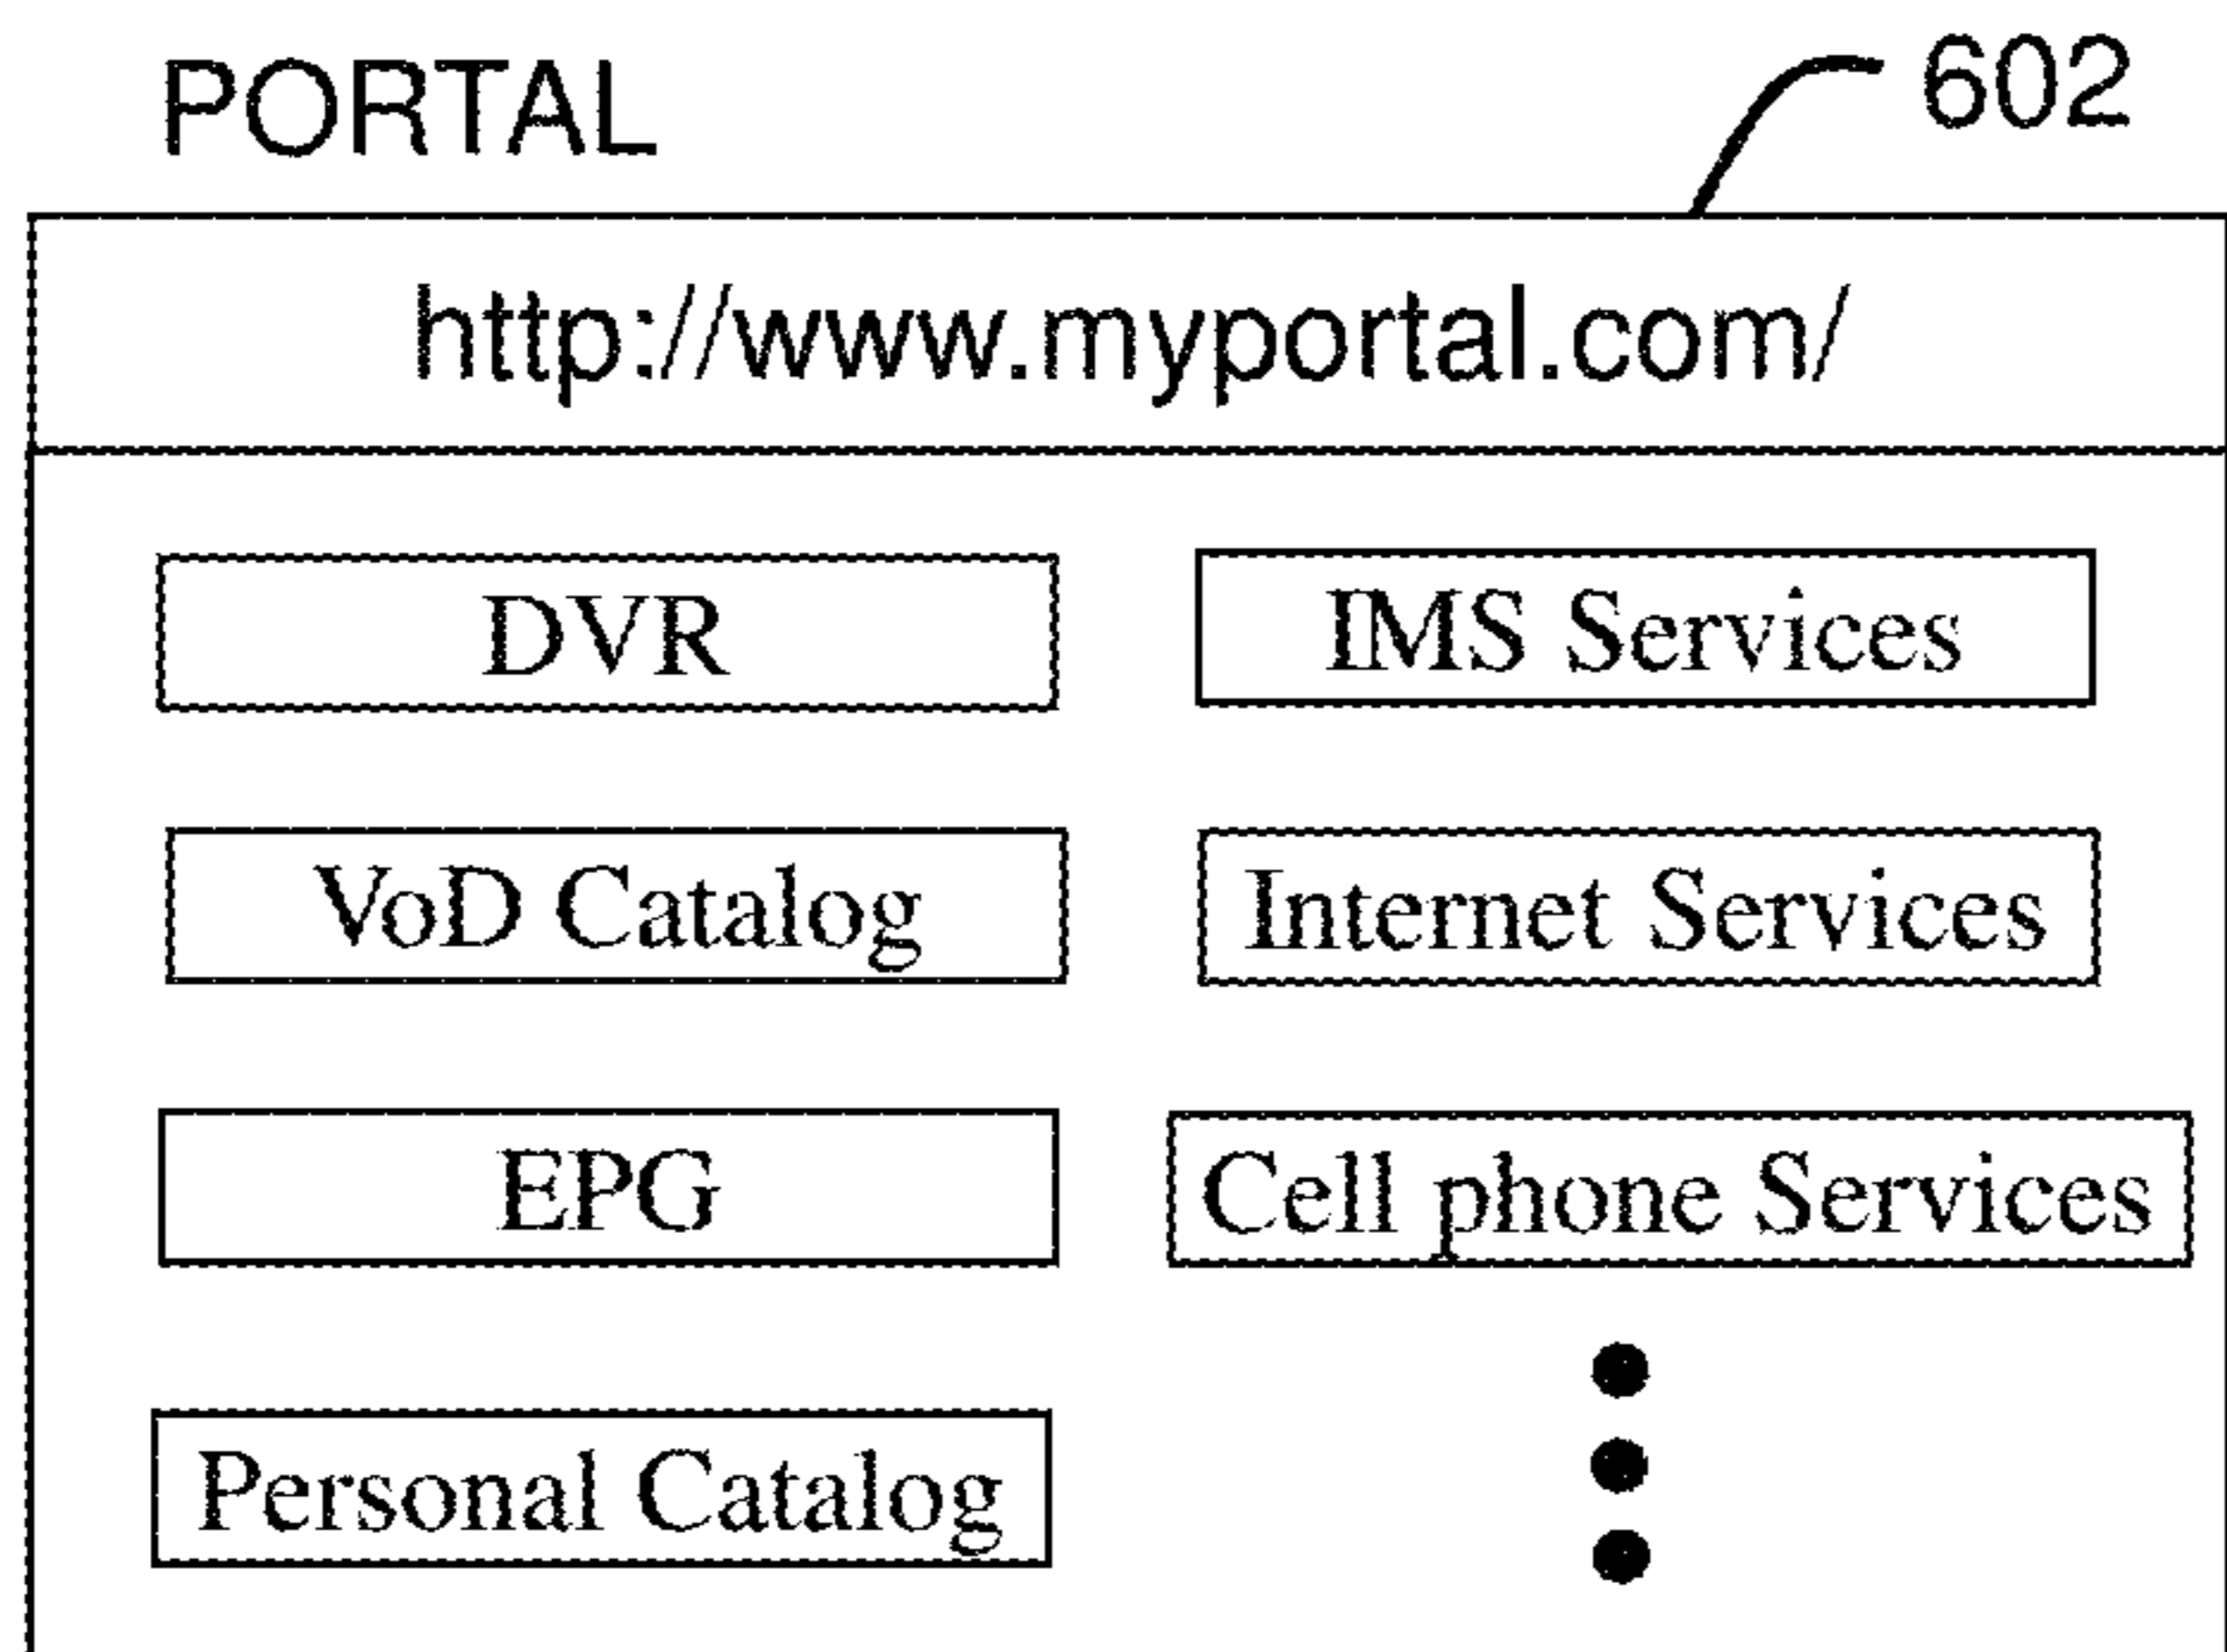 PORTAL
602
http://www.myportal.com/
DVR
IMS Services
VoD Catalog
Internet Services
EPG
Cell phone Services
Personal Catalog